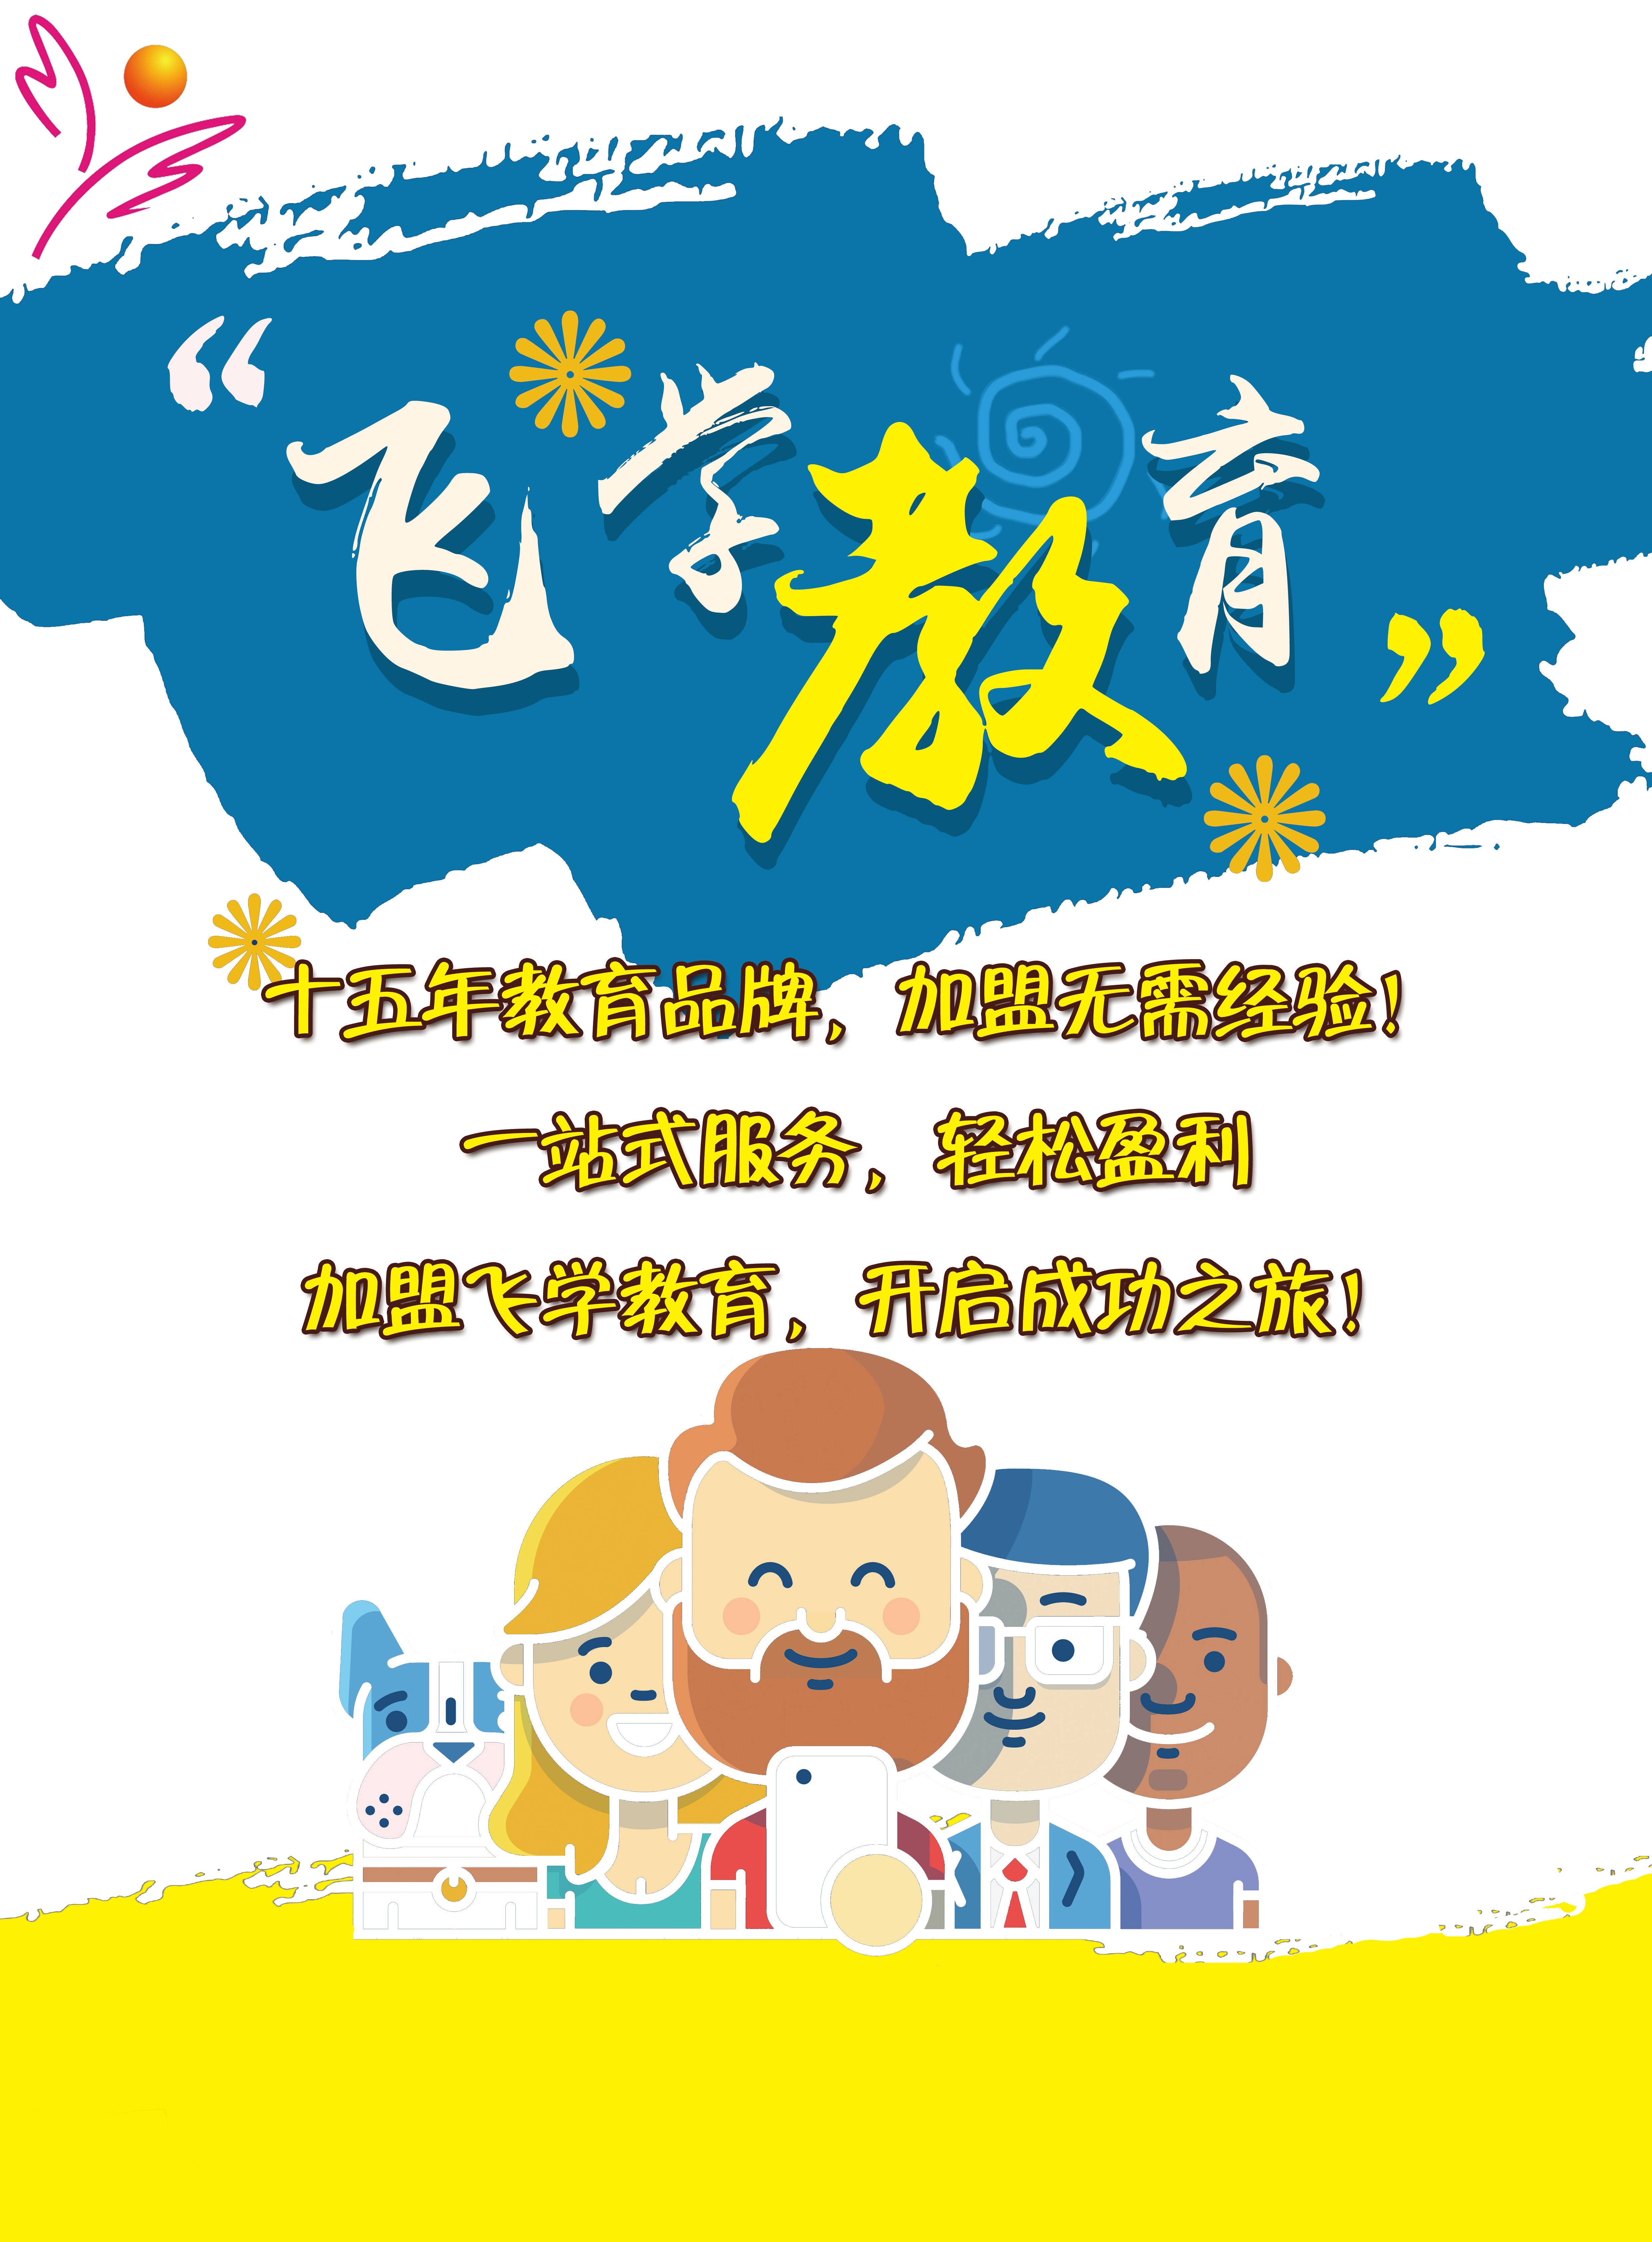 “飞学教育”
十五年教育品牌，加盟无需经验！
一站式服务，轻松盈利
加盟飞学教育，开启成功之旅！